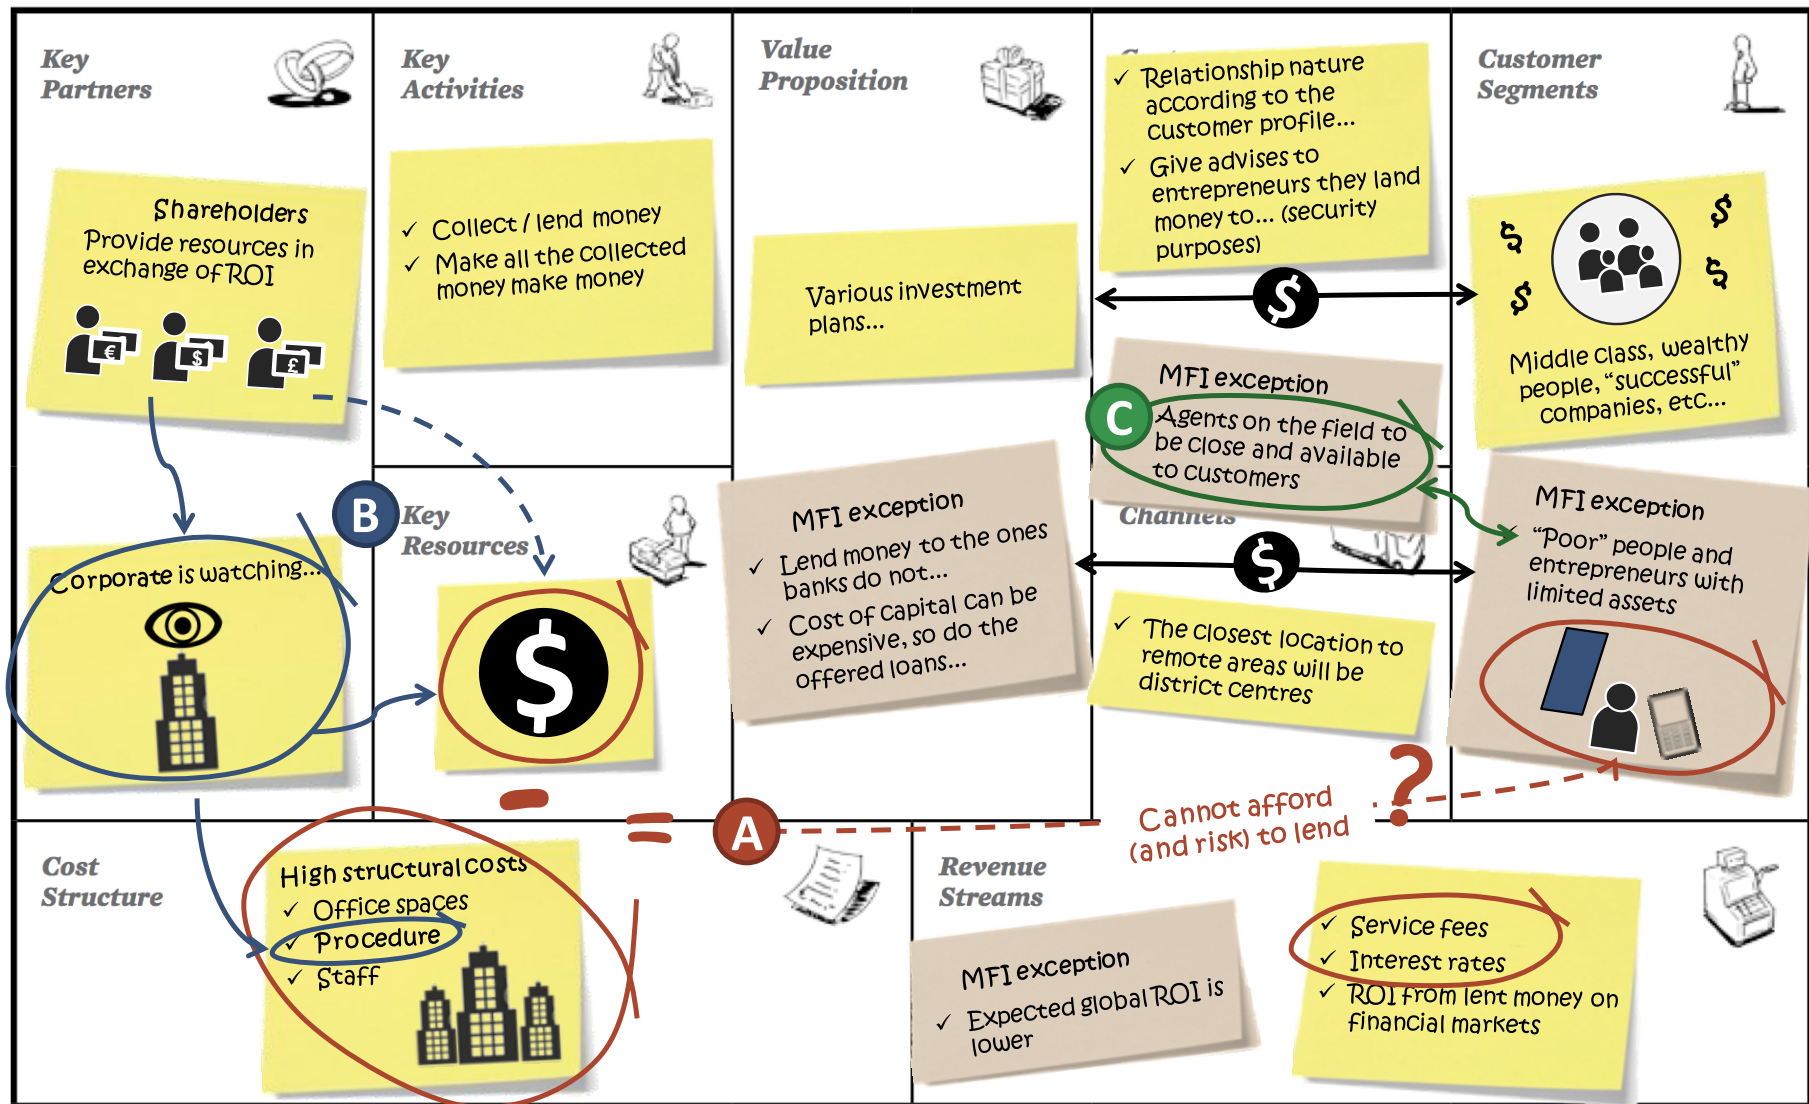 Key
Partners
Shareholders
Provide resources in
exchange of ROI
€
$
£
Corporate is watching...
B
Key
Activities
✓ Collect / lend money
✓ Make all the collected
money make money
Key
Resources
$
Value
Proposition
Various investment
plans...
MFI exception
✓ Lend money to the ones
banks do not...
✓ Cost of capital can be
expensive, so do the
offered loans...
✓ Relationship nature
according to the
customer profile...
✓ Give advises to
entrepreneurs they land
money to... (security
purposes)
$
MFI exception
C
Agents on the field to
be close and available
to customers
Channels
$
✓ The closest location to
remote areas will be
district centres
Customer
Segments
$ $
$ $
Middle class, wealthy
people, “successful”
companies, etc...
MFI exception
✓ “Poor” people and
entrepreneurs with
limited assets
Cost
Structure
High structural costs
✓ Office spaces
✓ Procedure
✓ Staff
-
=
A
Cannot afford
(and risk) to lend
?
Revenue
Streams
MFI exception
✓ Expected global ROI is
lower
✓ Service fees
✓ Interest rates
✓ ROI from lent money on
financial markets